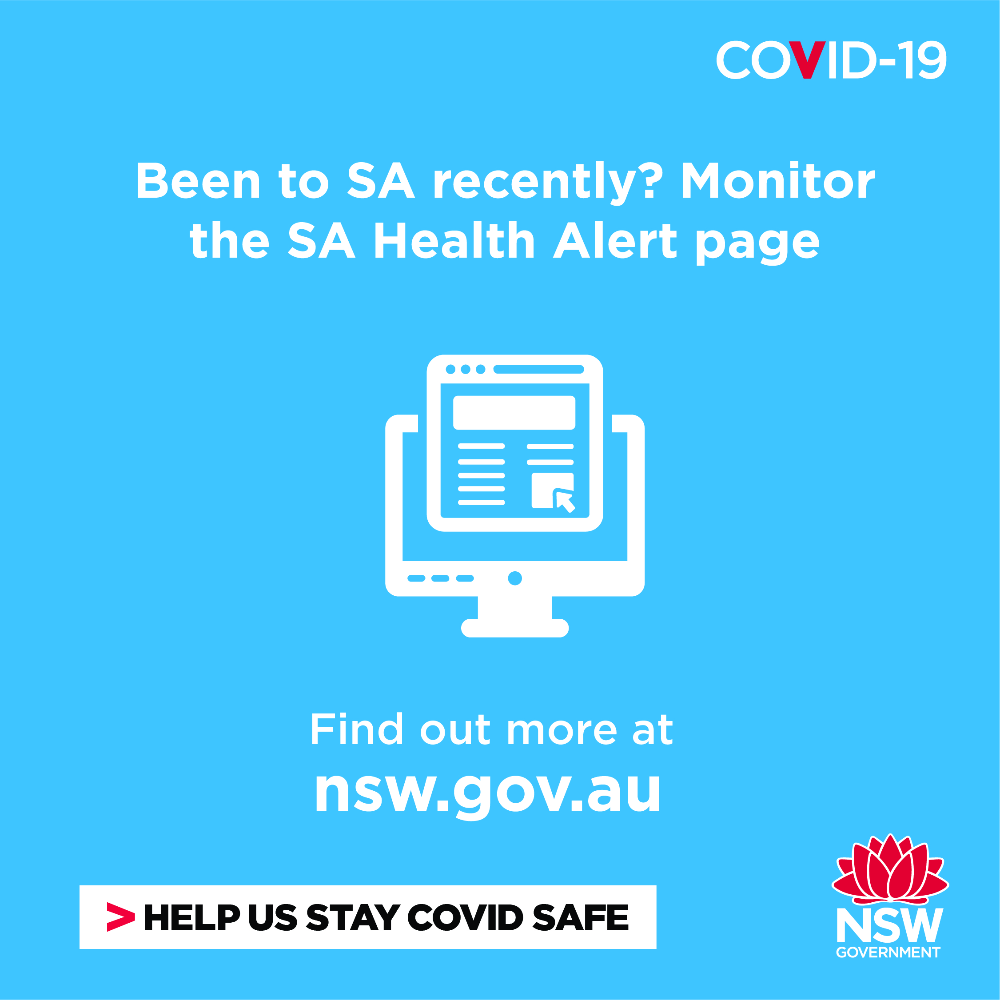 COVID-19
Been to SA recently? Monitor
the SA Health Alert page
Find out more at
nsw.gov.au
> HELP US STAY COVID SAFE
NSW
GOVERNMENT